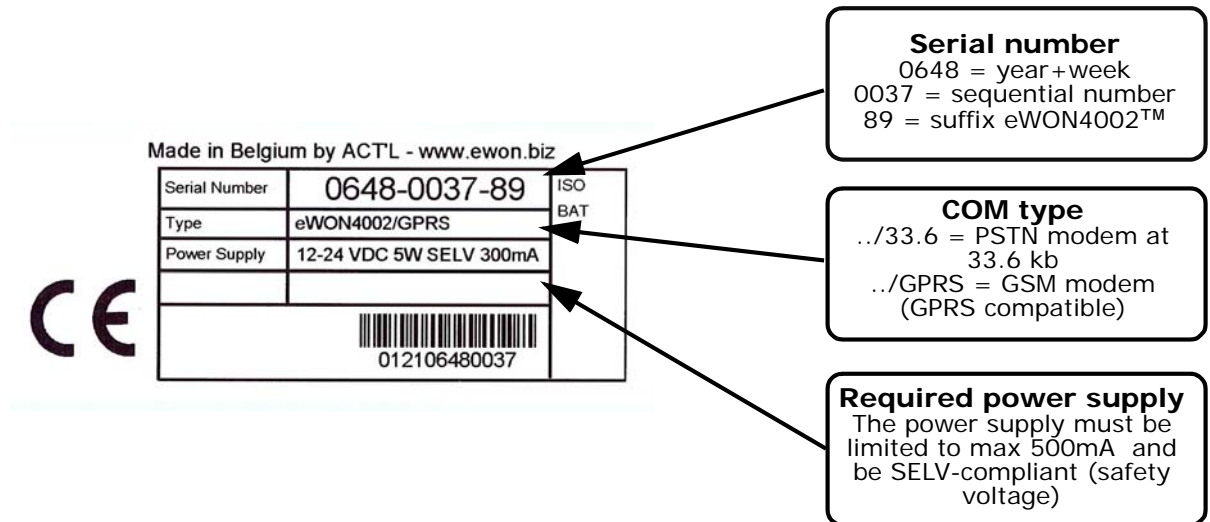 Serial number
0648 = year+week
0037 = sequential number
89 = suffix eWON4002™
Made in Belgium by ACT'L - www.ewon.biz
Serial Number 0648-0037-89 ISO
BAT
Type eWON4002/GPRS
Power Supply 12-24 VDC 5W SELV 300mA
CE
012106480037
COM type
../33.6 = PSTN modem at
33.6 kb
../GPRS = GSM modem
(GPRS compatible)
Required power supply
The power supply must be
limited to max 500mA and
be SELV-compliant (safety
voltage)